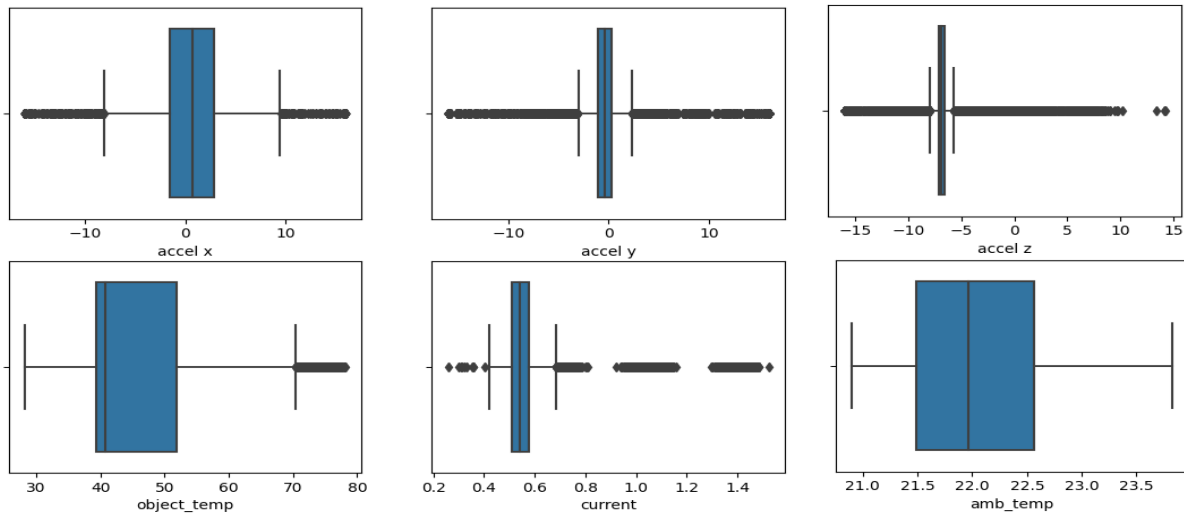 −10 0 10
accel x
−10 0 10
accel y
−15 −10 −5 0 5 10 15
accel z
30 40 50 60 70 80
object_temp
0.2 0.4 0.6 0.8 1.0 1.2 1.4
current
21.0 21.5 22.0 22.5 23.0 23.5
amb_temp